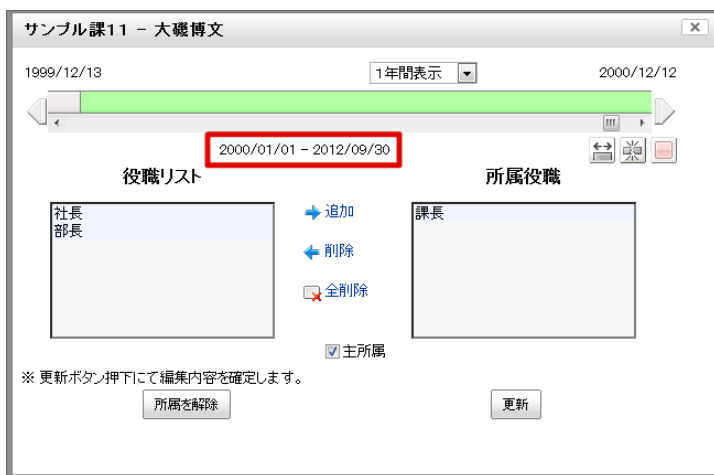 サンプル課11 - 大磯博文
1999/12/13
1年間表示
2000/12/12
2000/01/01 - 2012/09/30
役職リスト
所属役職
社長
部長
追加
削除
全削除
課長
主所属
※ 更新ボタン押下にて編集内容を確定します。
所属を解除
更新